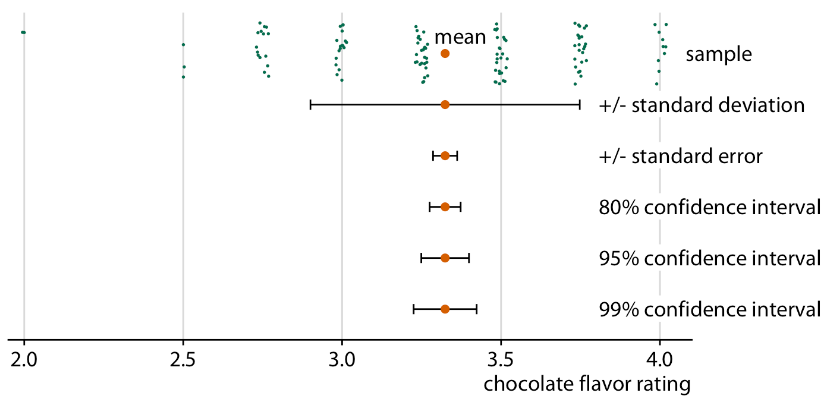 mean
sample
+/- standard deviation
+/- standard error
80% confidence interval
95% confidence interval
99% confidence interval
2.0 2.5 3.0 3.5 4.0
chocolate flavor rating